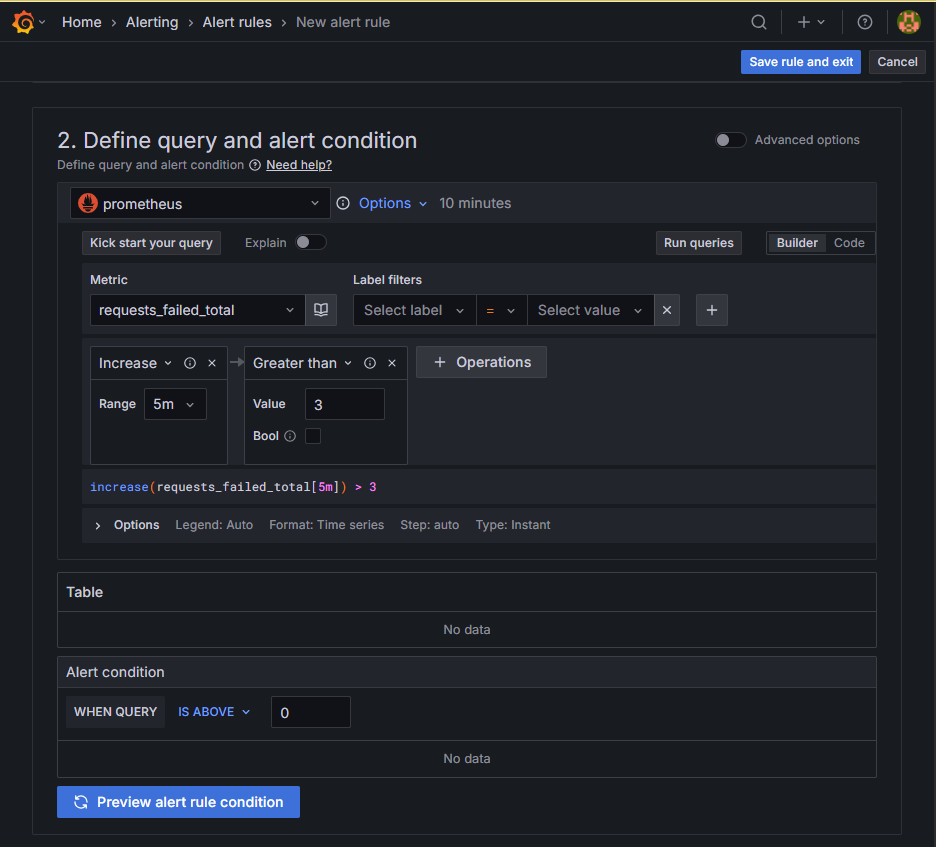 Home > Alerting > Alert rules > New alert rule
Save rule and exit Cancel
2. Define query and alert condition
Advanced options
Define query and alert condition ? Need help?
prometheus Options 10 minutes
Kick start your query Explain Run queries Builder Code
Metric Label filters
requests_failed_total Select label = Select value × +
Increase × Greater than × + Operations
Range 5m Value 3
Bool
increase(requests_failed_total[5m]) > 3
> Options Legend: Auto Format: Time series Step: auto Type: Instant
Table
No data
Alert condition
WHEN QUERY IS ABOVE 0
No data
Preview alert rule condition